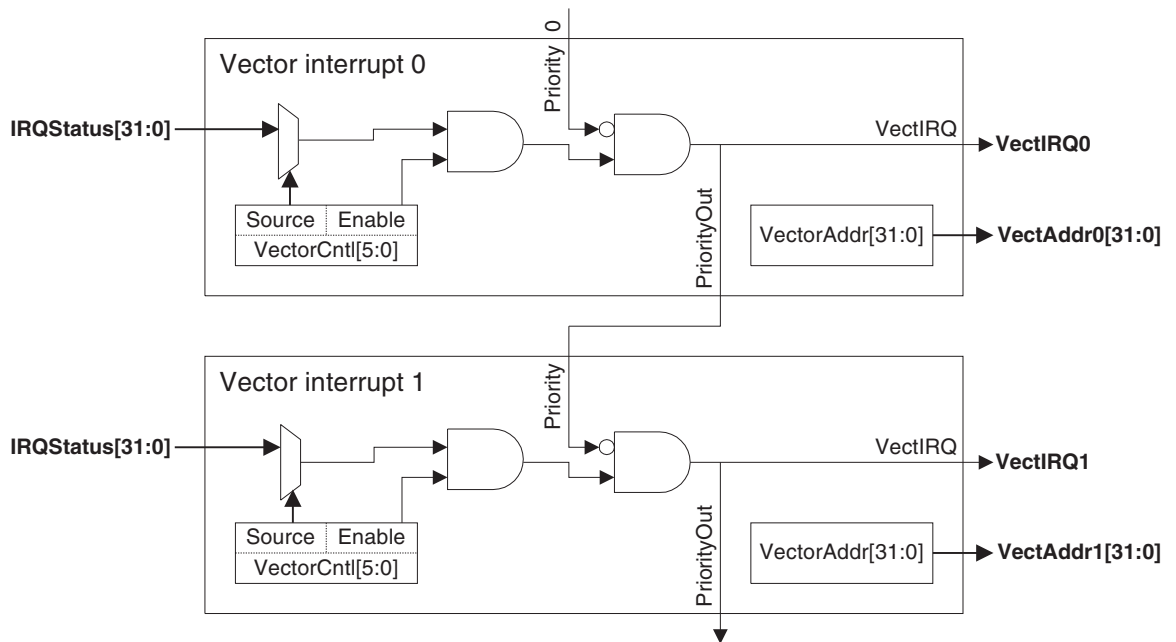 Priority 0
Vector interrupt 0
IRQStatus[31:0]
VectIRQ
VectIRQ0
Source
Enable
VectorCntl[5:0]
PriorityOut
VectorAddr[31:0]
VectAddr0[31:0]
Priority
Vector interrupt 1
IRQStatus[31:0]
VectIRQ
VectIRQ1
Source
Enable
VectorCntl[5:0]
PriorityOut
VectorAddr[31:0]
VectAddr1[31:0]